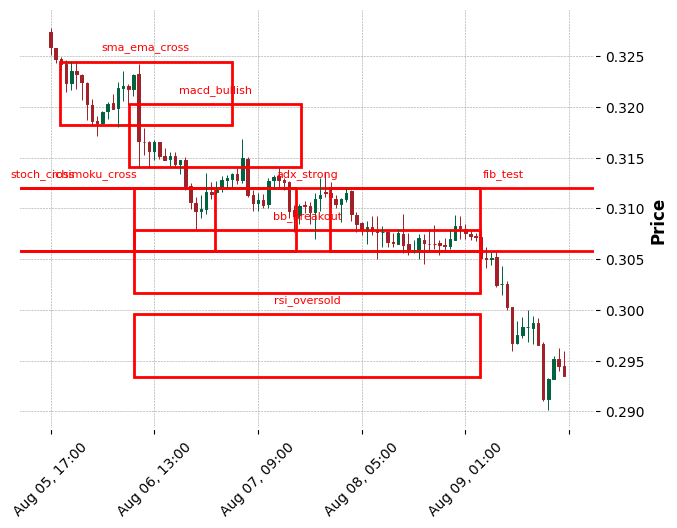 sma_ema_cross
macd_bullish
stoch_cross
ichimoku_cross
adx_strong
fib_test
bb_breakout
rsi_oversold
0.325
0.320
0.315
0.310
0.305
0.300
0.295
0.290
Price
Aug 05, 17:00
Aug 06, 13:00
Aug 07, 09:00
Aug 08, 05:00
Aug 09, 01:00